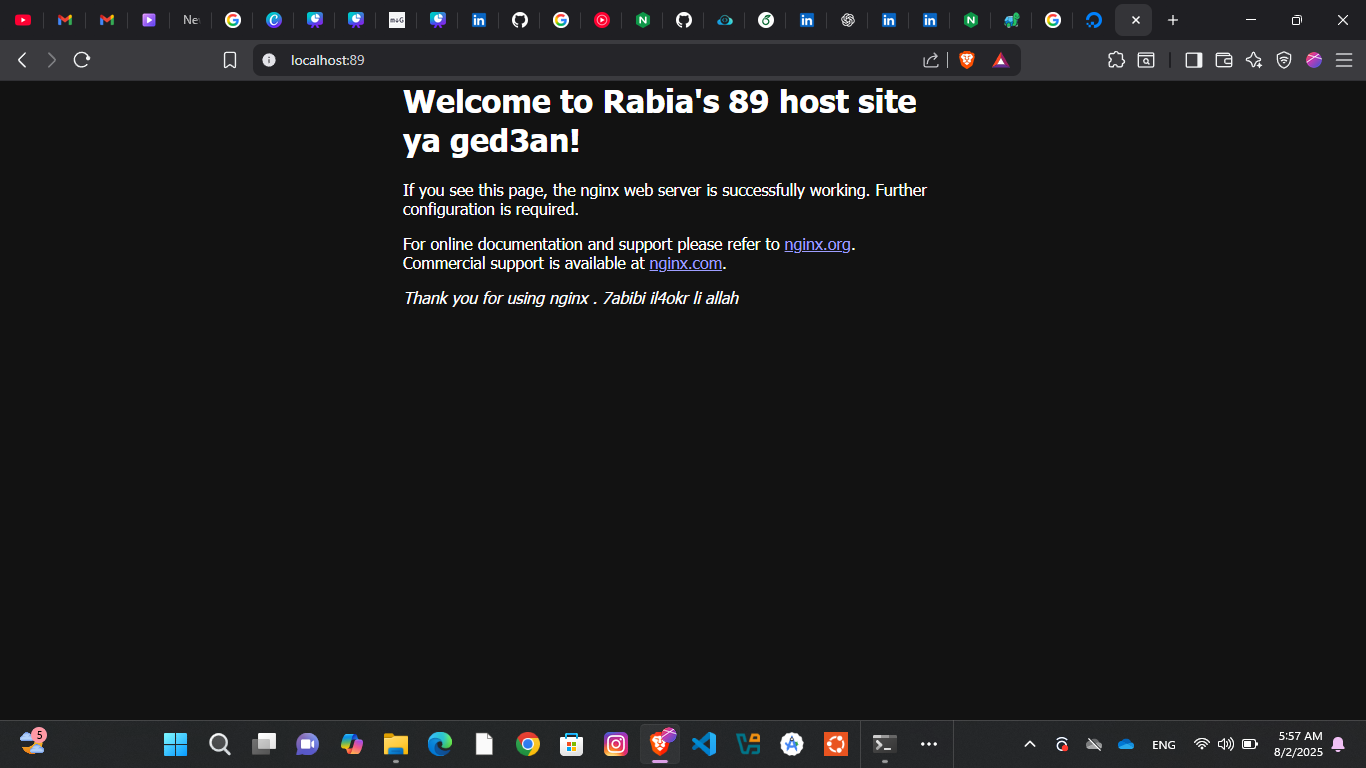 Ne
localhost:89
Welcome to Rabia's 89 host site
ya ged3an!
If you see this page, the nginx web server is successfully working. Further
configuration is required.
For online documentation and support please refer to nginx.org.
Commercial support is available at nginx.com.
Thank you for using nginx . 7abibi il4okr li allah
5
ENG
5:57 AM
8/2/2025